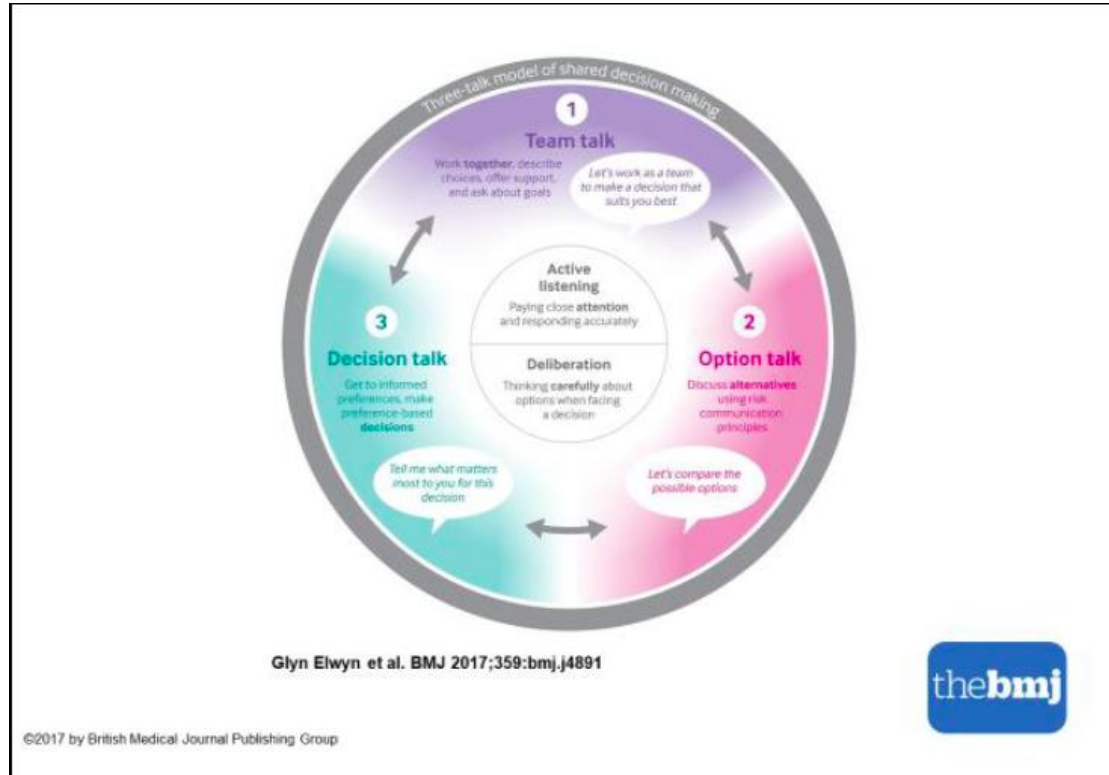 Three-talk model of shared decision making
1
Team talk
Work together, describe
choices, offer support,
and ask about goals
Let's work as a team
to make a decision that
suits you best
Active
listening
Paying close attention
and responding accurately
Deliberation
Thinking carefully about
options when facing
a decision
2
Option talk
Discuss alternatives
using risk
communication
principles
Let's compare the
possible options
3
Decision talk
Get to informed
preferences, make
preference-based
decisions
Tell me what matters
most to you for this
decision
Glyn Elwyn et al. BMJ 2017;359:bmj.j4891
thebmj
©2017 by British Medical Journal Publishing Group